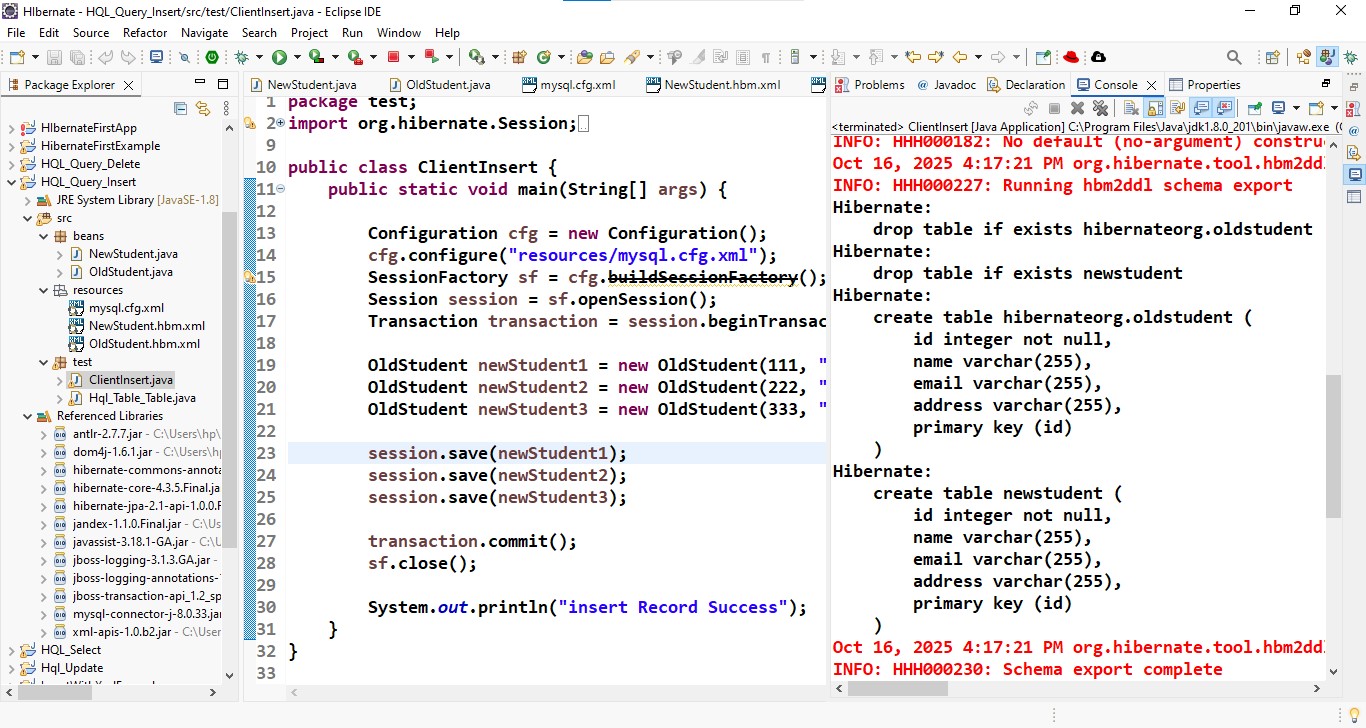 HIbernate - HQL_Query_Insert/src/test/ClientInsert.java - Eclipse IDE
File Edit Source Refactor Navigate Search Project Run Window Help
Package Explorer
HIbernateFirstApp
HibernateFirstExample
HQL_Query_Delete
HQL_Query_Insert
JRE System Library [JavaSE-1.8]
src
beans
NewStudent.java
OldStudent.java
resources
mysql.cfg.xml
NewStudent.hbm.xml
OldStudent.hbm.xml
test
ClientInsert.java
Hql_Table_Table.java
Referenced Libraries
antlr-2.7.7.jar - C:\Users\hp\
dom4j-1.6.1.jar - C:\Users\h
hibernate-commons-annota
hibernate-core-4.3.5.Final.ja
hibernate-jpa-2.1-api-1.0.0.F
jandex-1.1.0.Final.jar - C:\Us
javassist-3.18.1-GA.jar - C:\U
jboss-logging-3.1.3.GA.jar -
jboss-logging-annotations-
jboss-transaction-api_1.2_sp
mysql-connector-j-8.0.33.jar
xml-apis-1.0.b2.jar - C:\User
HQL_Select
Hql_Update
NewStudent.java OldStudent.java mysql.cfg.xml NewStudent.hbm.xml
1 package test;
2 import org.hibernate.Session;
9
10 public class ClientInsert {
11 public static void main(String[] args) {
12
13 Configuration cfg = new Configuration();
14 cfg.configure("resources/mysql.cfg.xml");
15 SessionFactory sf = cfg.buildSessionFactory();
16 Session session = sf.openSession();
17 Transaction transaction = session.beginTransac
18
19 OldStudent newStudent1 = new OldStudent(111, "
20 OldStudent newStudent2 = new OldStudent(222, "
21 OldStudent newStudent3 = new OldStudent(333, "
22
23 session.save(newStudent1);
24 session.save(newStudent2);
25 session.save(newStudent3);
26
27 transaction.commit();
28 sf.close();
29
30 System.out.println("insert Record Success");
31 }
32 }
33
Problems Javadoc Declaration Console Properties
<terminated> ClientInsert [Java Application] C:\Program Files\Java\jdk1.8.0_201\bin\javaw.exe (O
INFO: HHH000182: No default (no-argument) constru
Oct 16, 2025 4:17:21 PM org.hibernate.tool.hbm2ddl
INFO: HHH000227: Running hbm2ddl schema export
Hibernate:
drop table if exists hibernateorg.oldstudent
Hibernate:
drop table if exists newstudent
Hibernate:
create table hibernateorg.oldstudent (
id integer not null,
name varchar(255),
email varchar(255),
address varchar(255),
primary key (id)
)
Hibernate:
create table newstudent (
id integer not null,
name varchar(255),
email varchar(255),
address varchar(255),
primary key (id)
)
Oct 16, 2025 4:17:21 PM org.hibernate.tool.hbm2ddl
INFO: HHH000230: Schema export complete